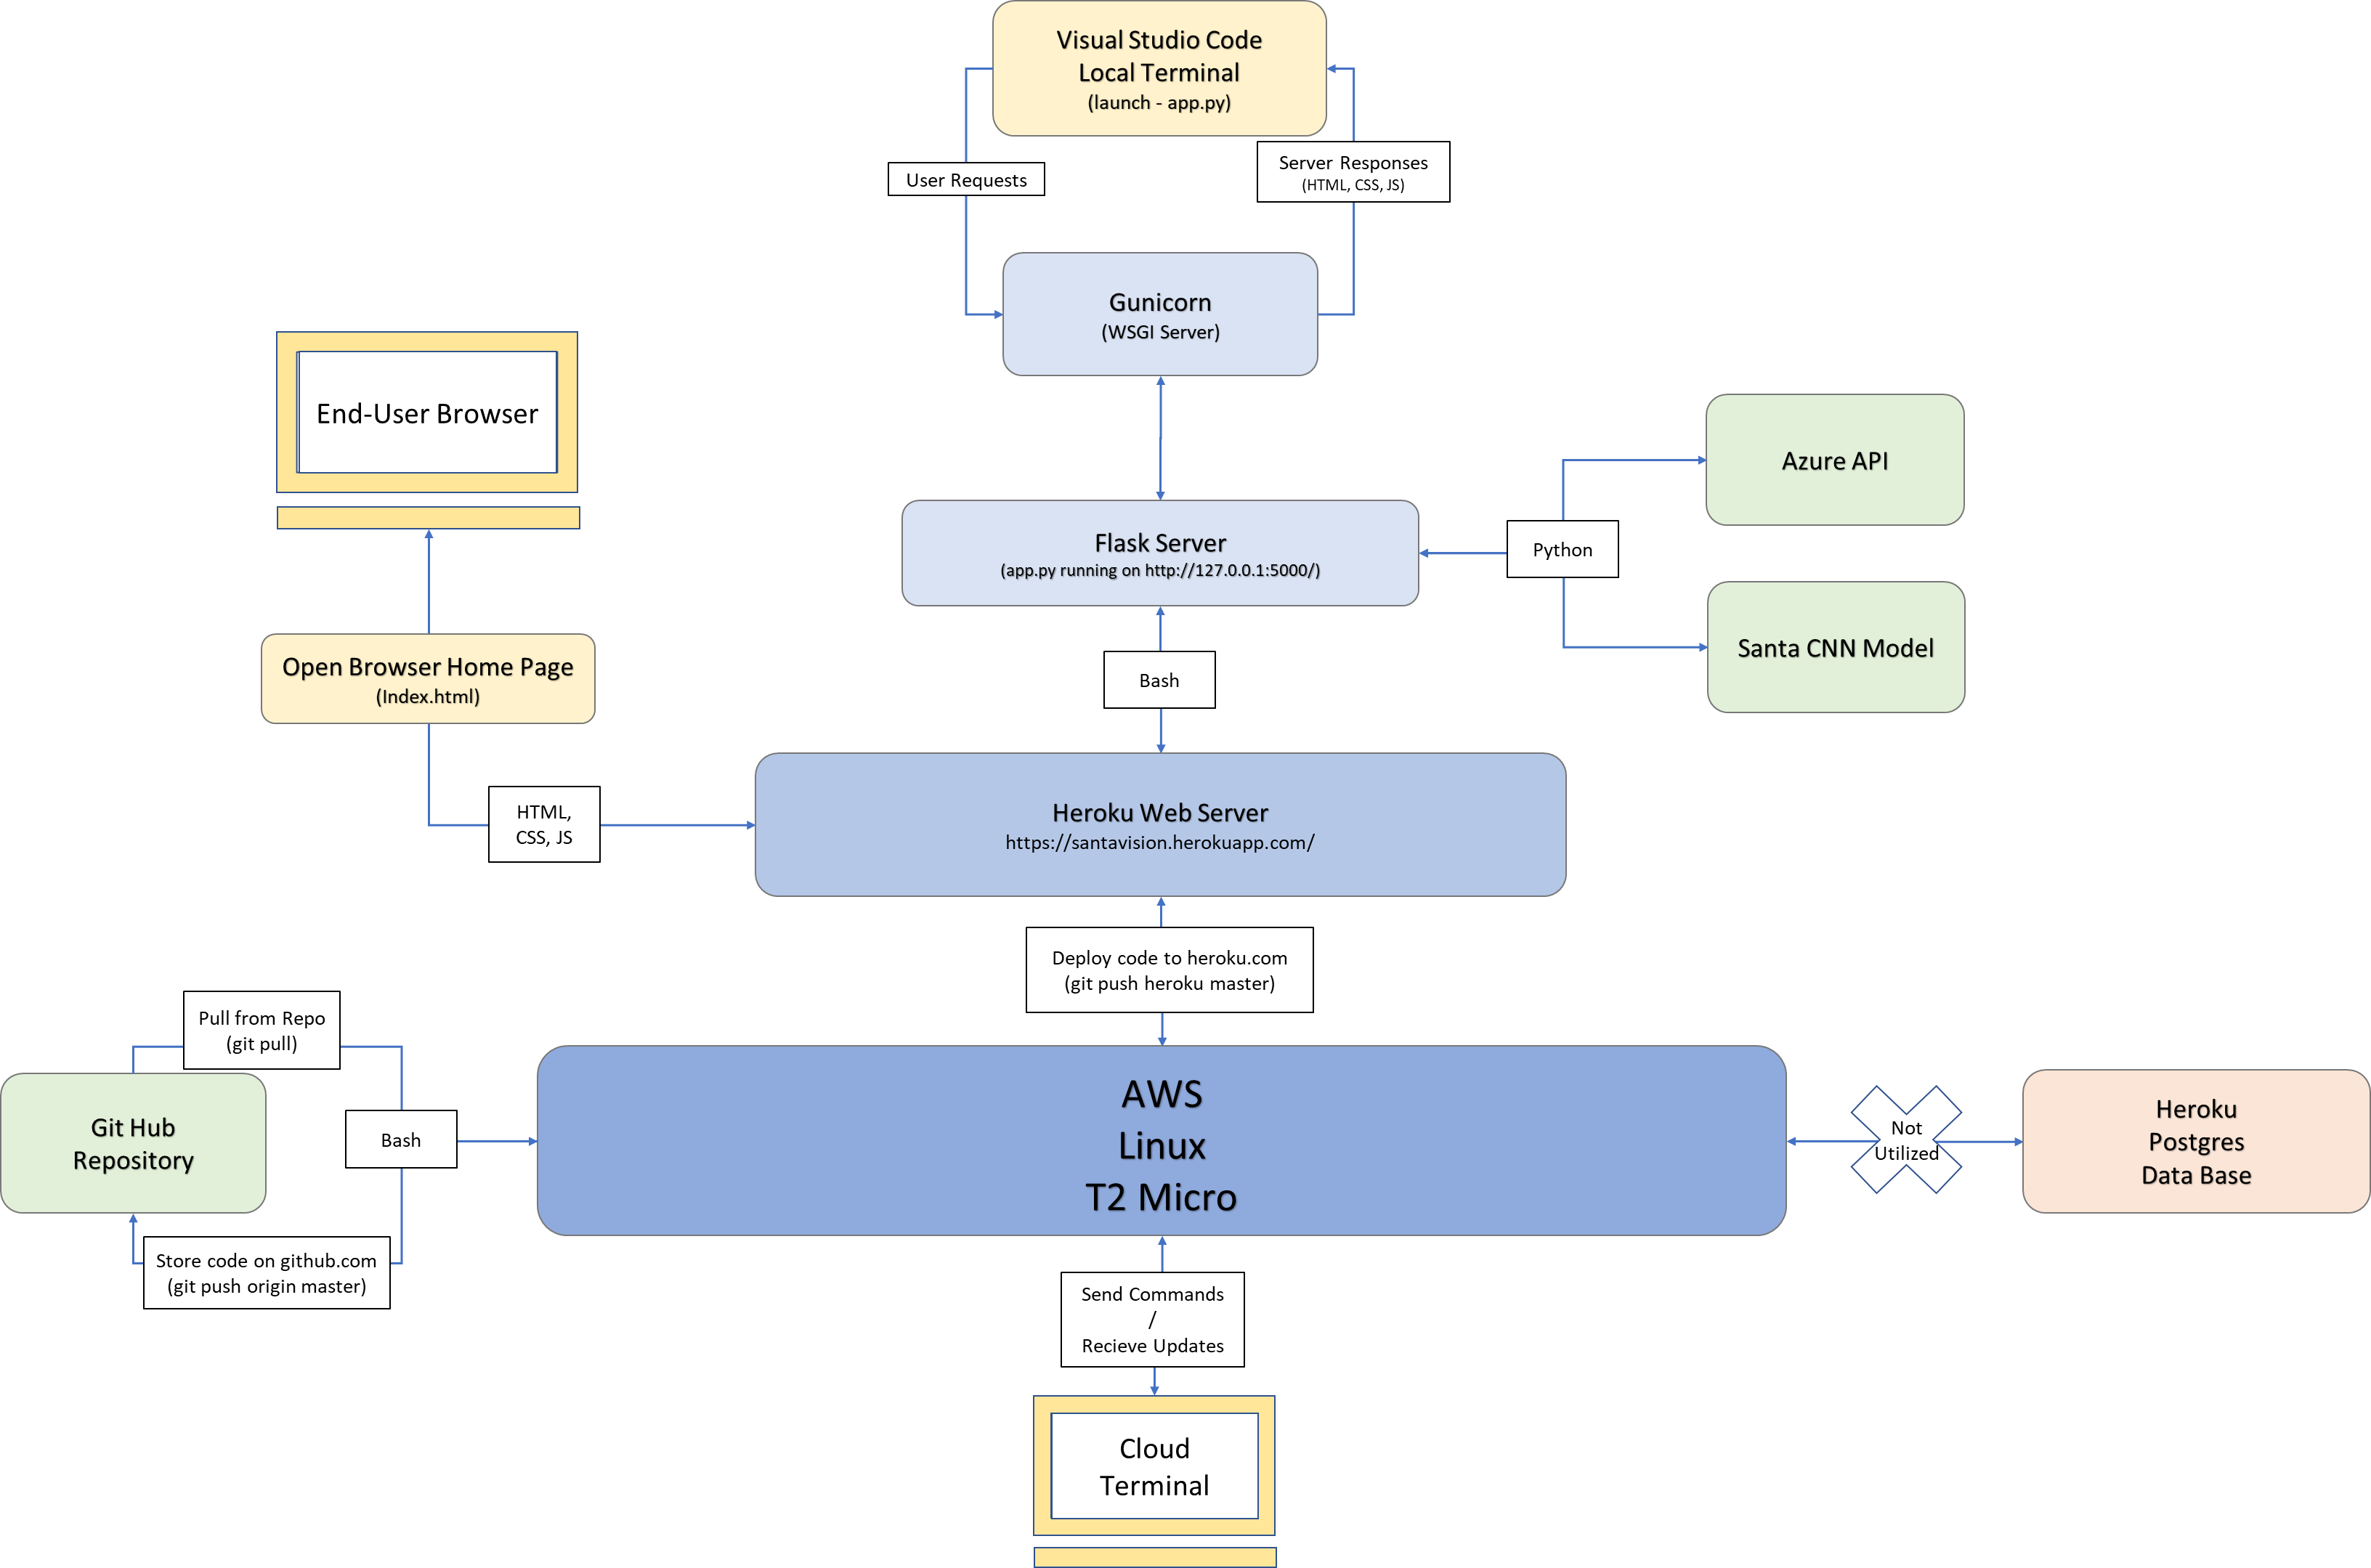 Visual Studio Code
Local Terminal
(launch - app.py)
User Requests
Server Responses
(HTML, CSS, JS)
Gunicorn
(WSGI Server)
End-User Browser
Azure API
Flask Server
(app.py running on http://127.0.0.1:5000/)
Python
Santa CNN Model
Open Browser Home Page
(Index.html)
Bash
HTML,
CSS, JS
Heroku Web Server
https://santavision.herokuapp.com/
Deploy code to heroku.com
(git push heroku master)
Pull from Repo
(git pull)
Git Hub
Repository
Bash
Store code on github.com
(git push origin master)
AWS
Linux
T2 Micro
Not
Utilized
Heroku
Postgres
Data Base
Send Commands
/
Recieve Updates
Cloud
Terminal